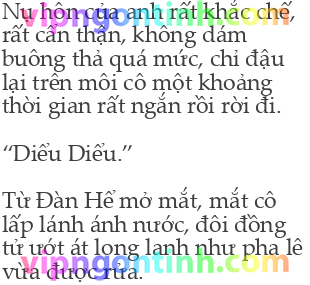 Nụ hôn của anh rất khắc chế,
rất cẩn thận, không dám
buông thả quá mức, chỉ đậu
lại trên môi cô một khoảng
thời gian rất ngắn rồi rời đi.
“Diểu Diểu.”
Từ Đàn Hề mở mắt, mắt cô
lấp lánh ánh nước, đôi đồng
tử ướt át long lanh như pha lê
vừa được rửa.
vipngontinh.com
vipngontinh.com